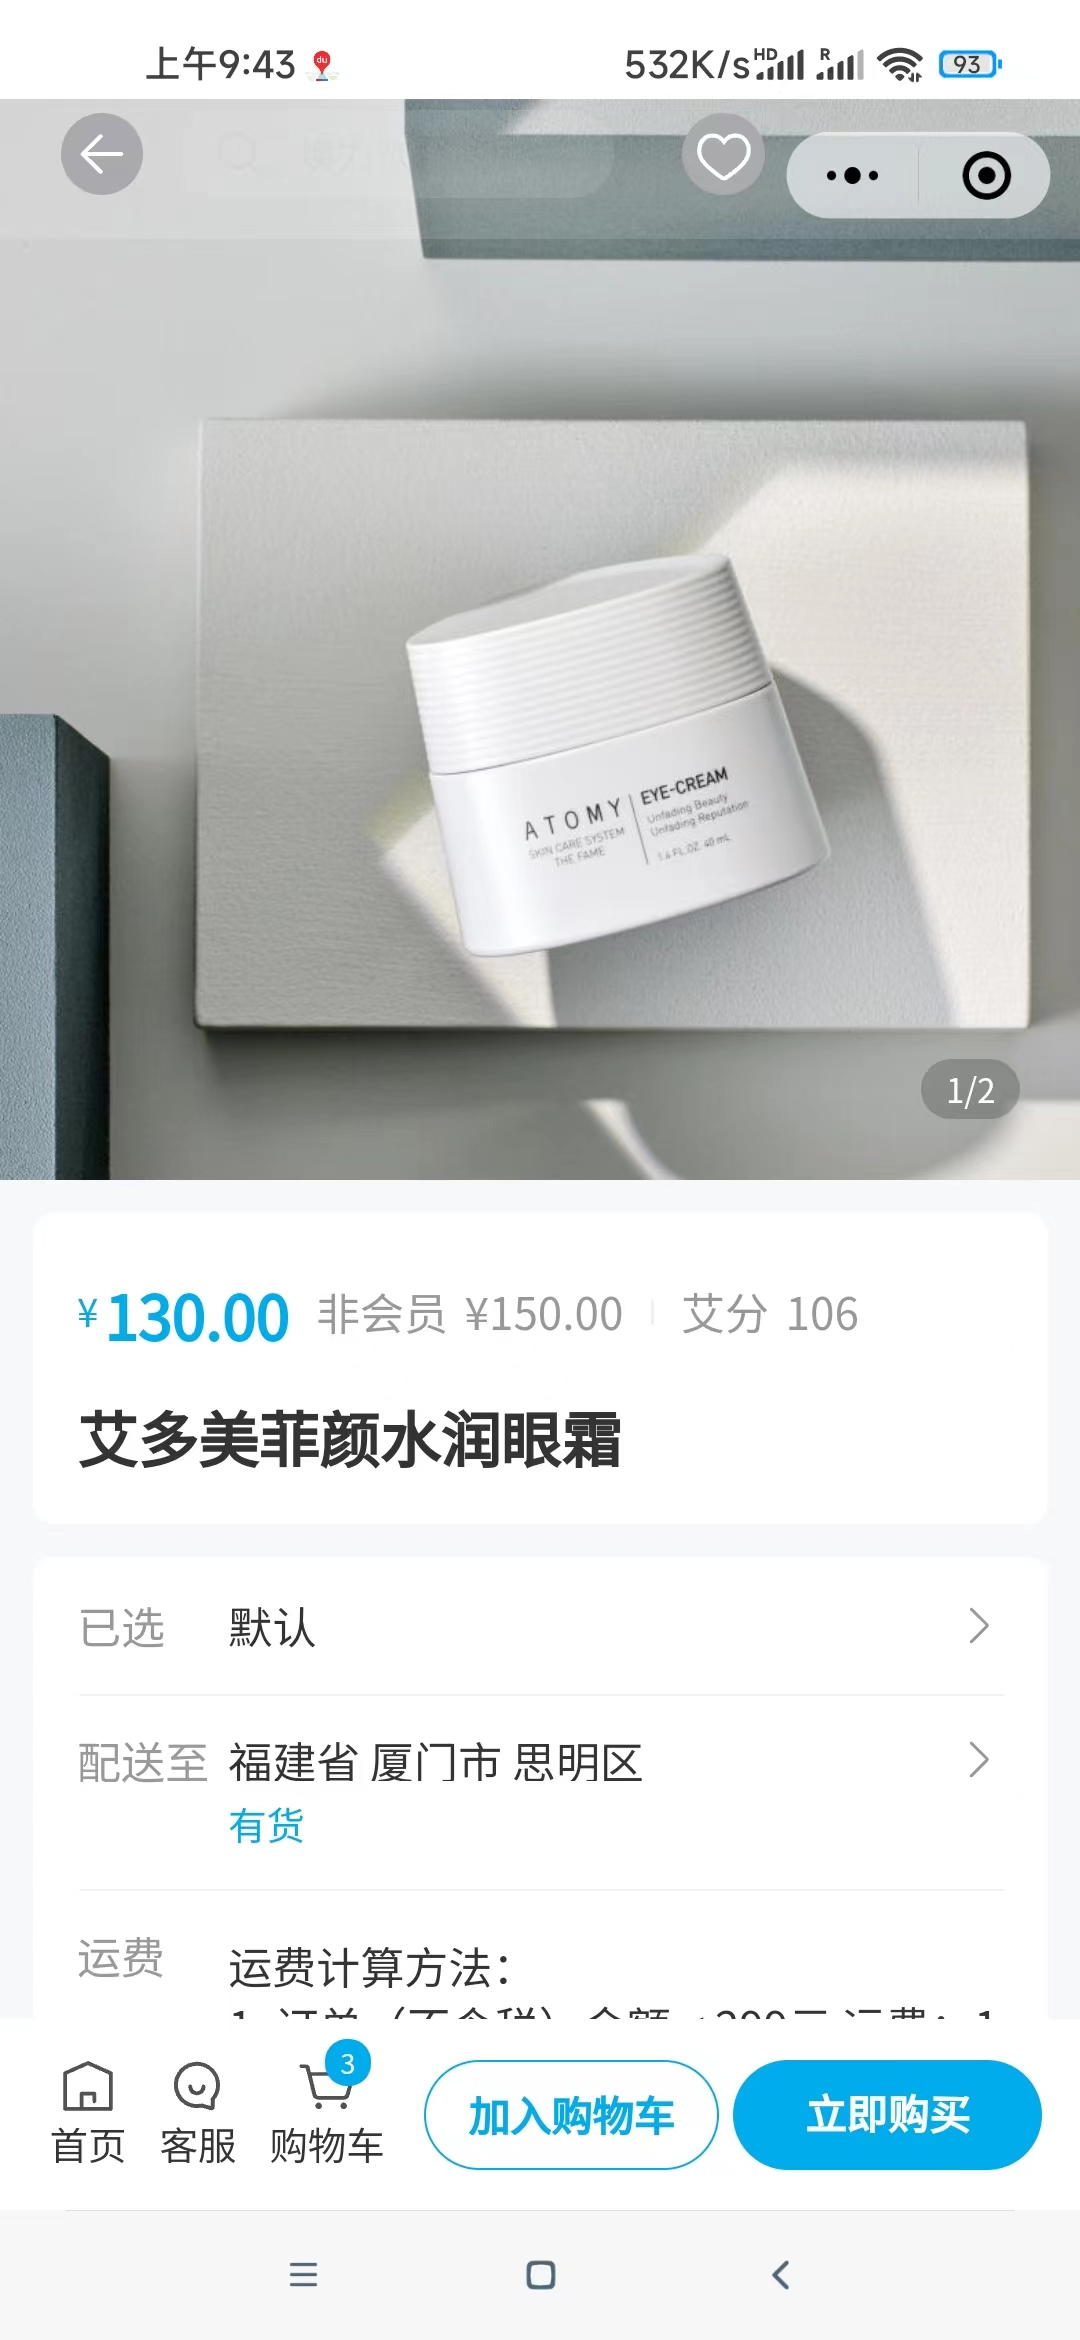 上午9:43
532K/s HD R 93
ATOMY
SKIN CARE SYSTEM
THE FAME
EYE-CREAM
Unfading Beauty
Unfading Reputation
1.4 FL.OZ. 40 mL
1/2
¥130.00 非会员 ¥150.00 艾分 106
艾多美菲颜水润眼霜
已选 默认
配送至 福建省 厦门市 思明区
有货
运费 运费计算方法：
3
首页 客服 购物车 加入购物车 立即购买